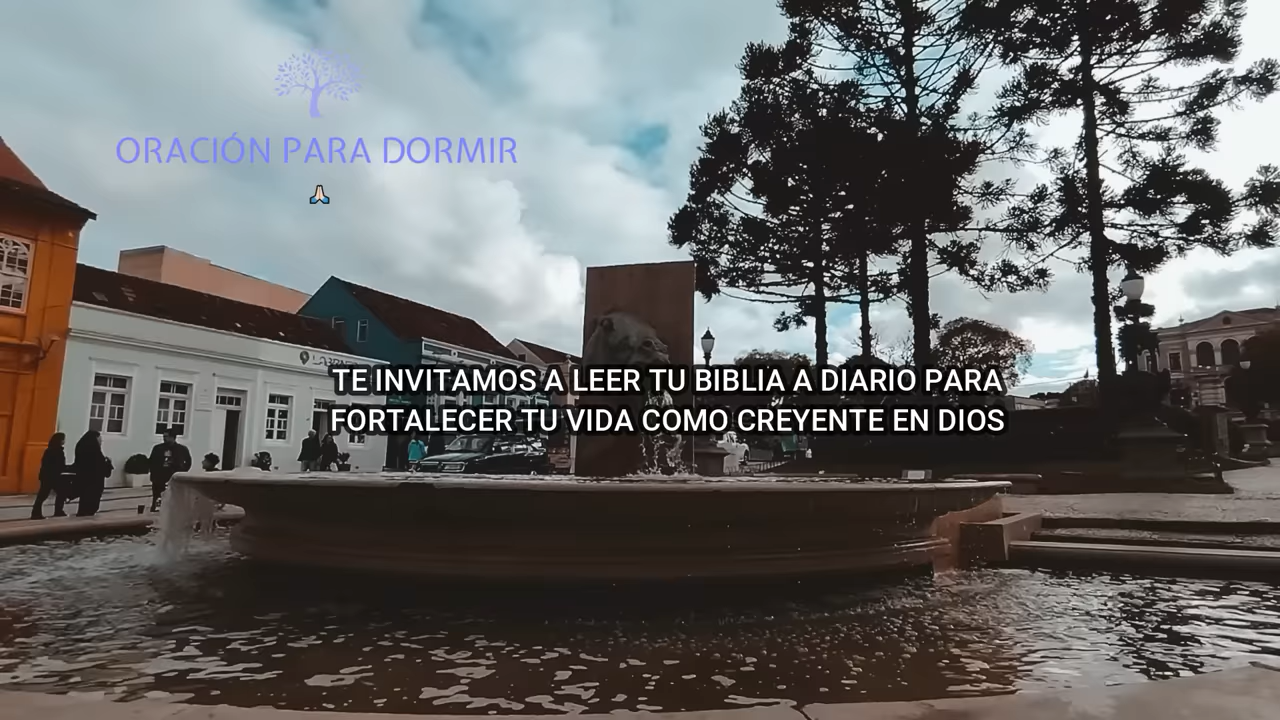 ORACIÓN PARA DORMIR
🙏🏻
TE INVITAMOS A LEER TU BIBLIA A DIARIO PARA
FORTALECER TU VIDA COMO CREYENTE EN DIOS